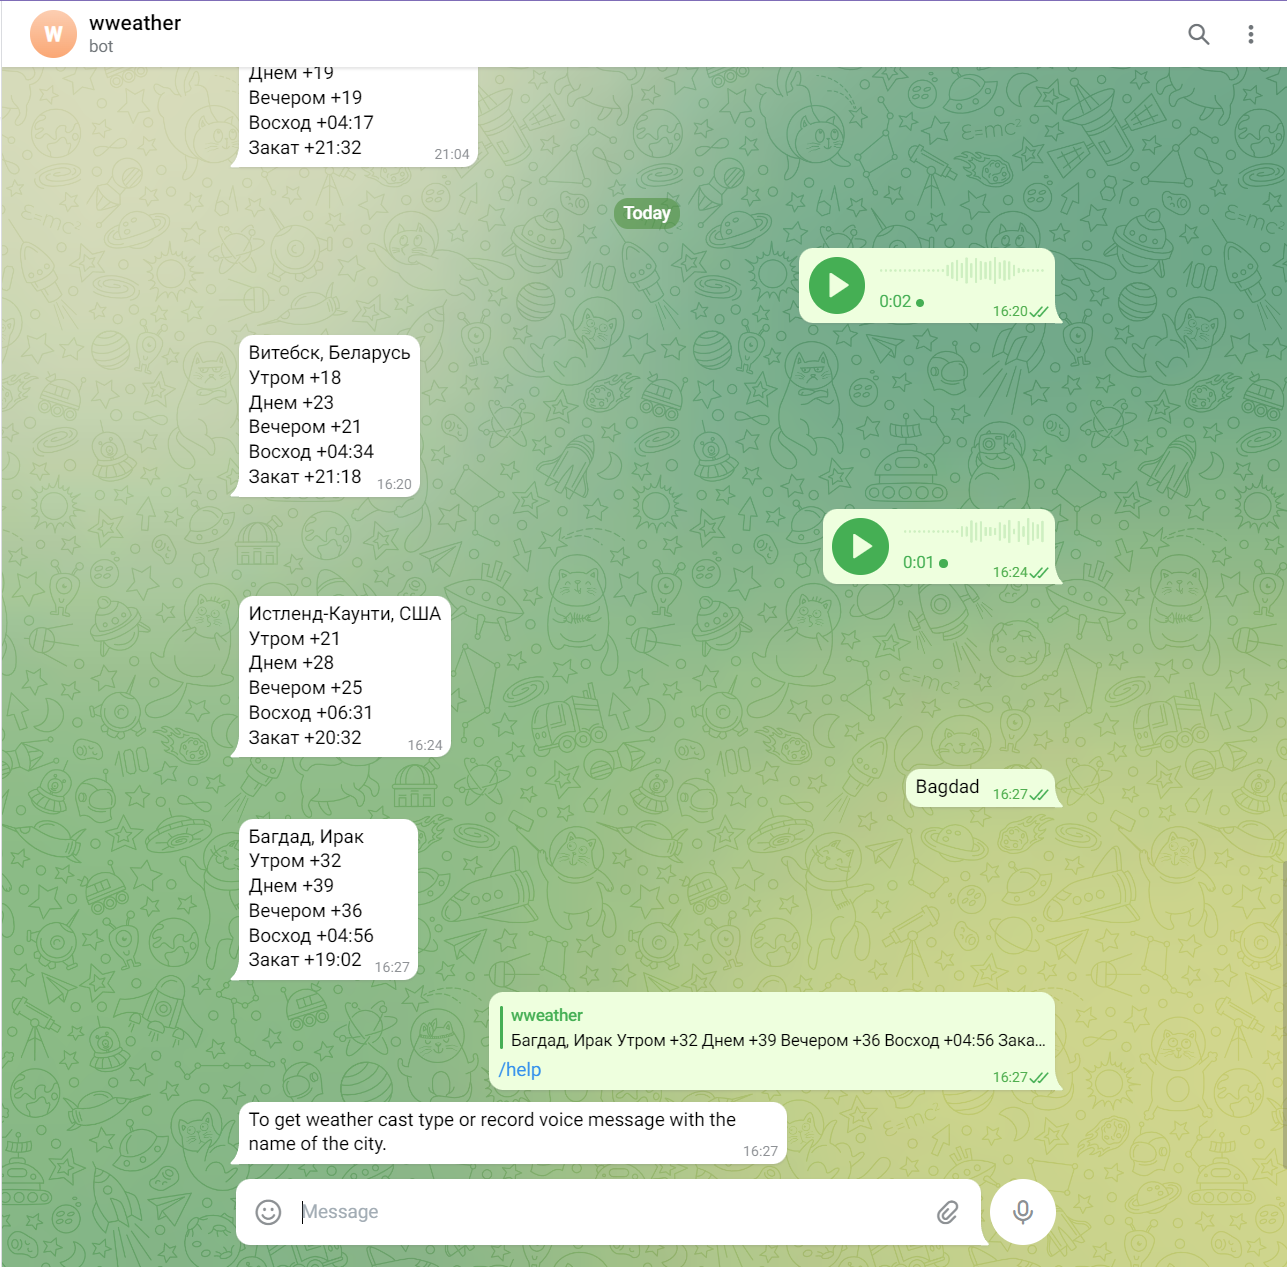 W
wweather
bot
Днем +19
Вечером +19
Восход +04:17
Закат +21:32
21:04
Today
0:02
16:20
Витебск, Беларусь
Утром +18
Днем +23
Вечером +21
Восход +04:34
Закат +21:18
16:20
0:01
16:24
Истленд-Каунти, США
Утром +21
Днем +28
Вечером +25
Восход +06:31
Закат +20:32
16:24
Bagdad
16:27
Багдад, Ирак
Утром +32
Днем +39
Вечером +36
Восход +04:56
Закат +19:02
16:27
wweather
Багдад, Ирак Утром +32 Днем +39 Вечером +36 Восход +04:56 Зака...
/help
16:27
To get weather cast type or record voice message with the
name of the city.
16:27
Message